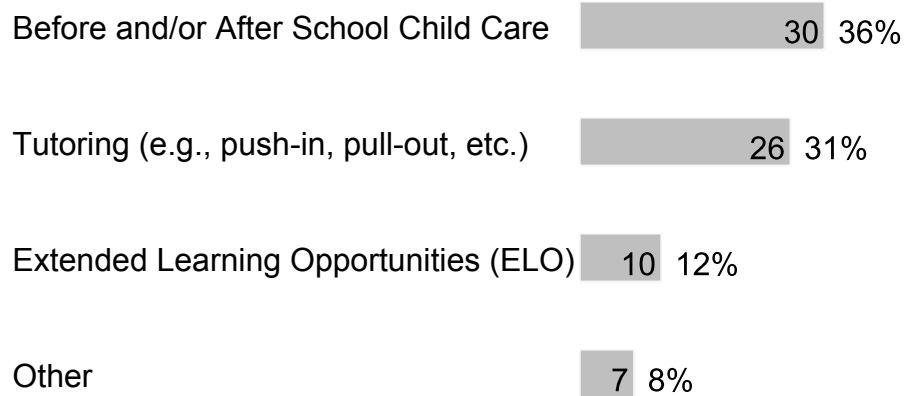 Before and/or After School Child Care 30 36%
Tutoring (e.g., push-in, pull-out, etc.) 26 31%
Extended Learning Opportunities (ELO) 10 12%
Other 7 8%